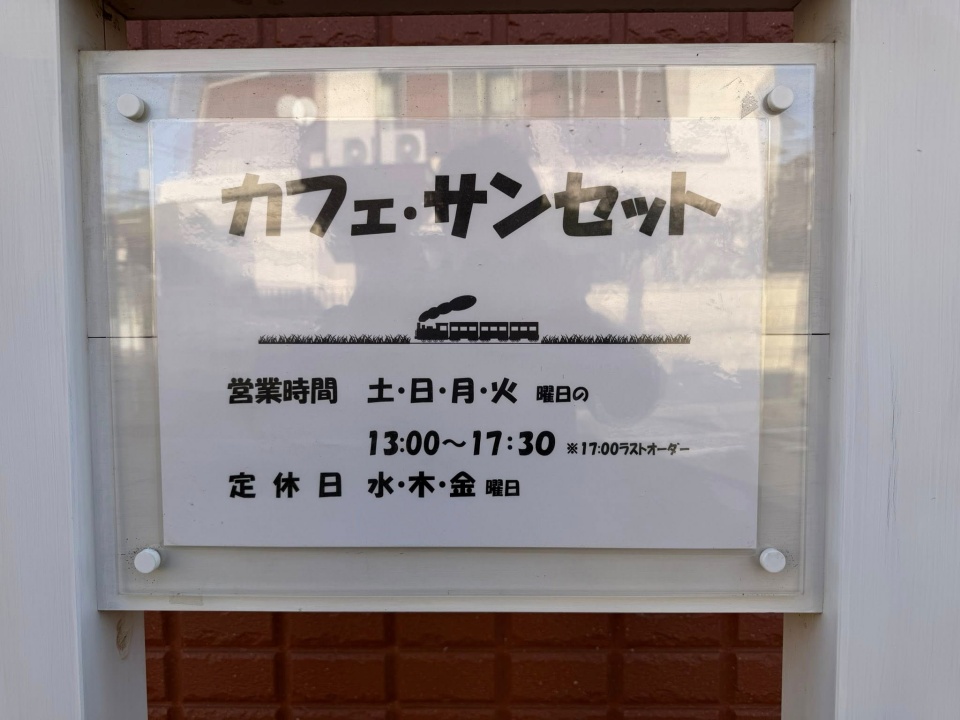 カフェ・サンセット
営業時間 土・日・月・火 曜日の
13:00～17:30 ※17:00ラストオーダー
定休日 水・木・金 曜日